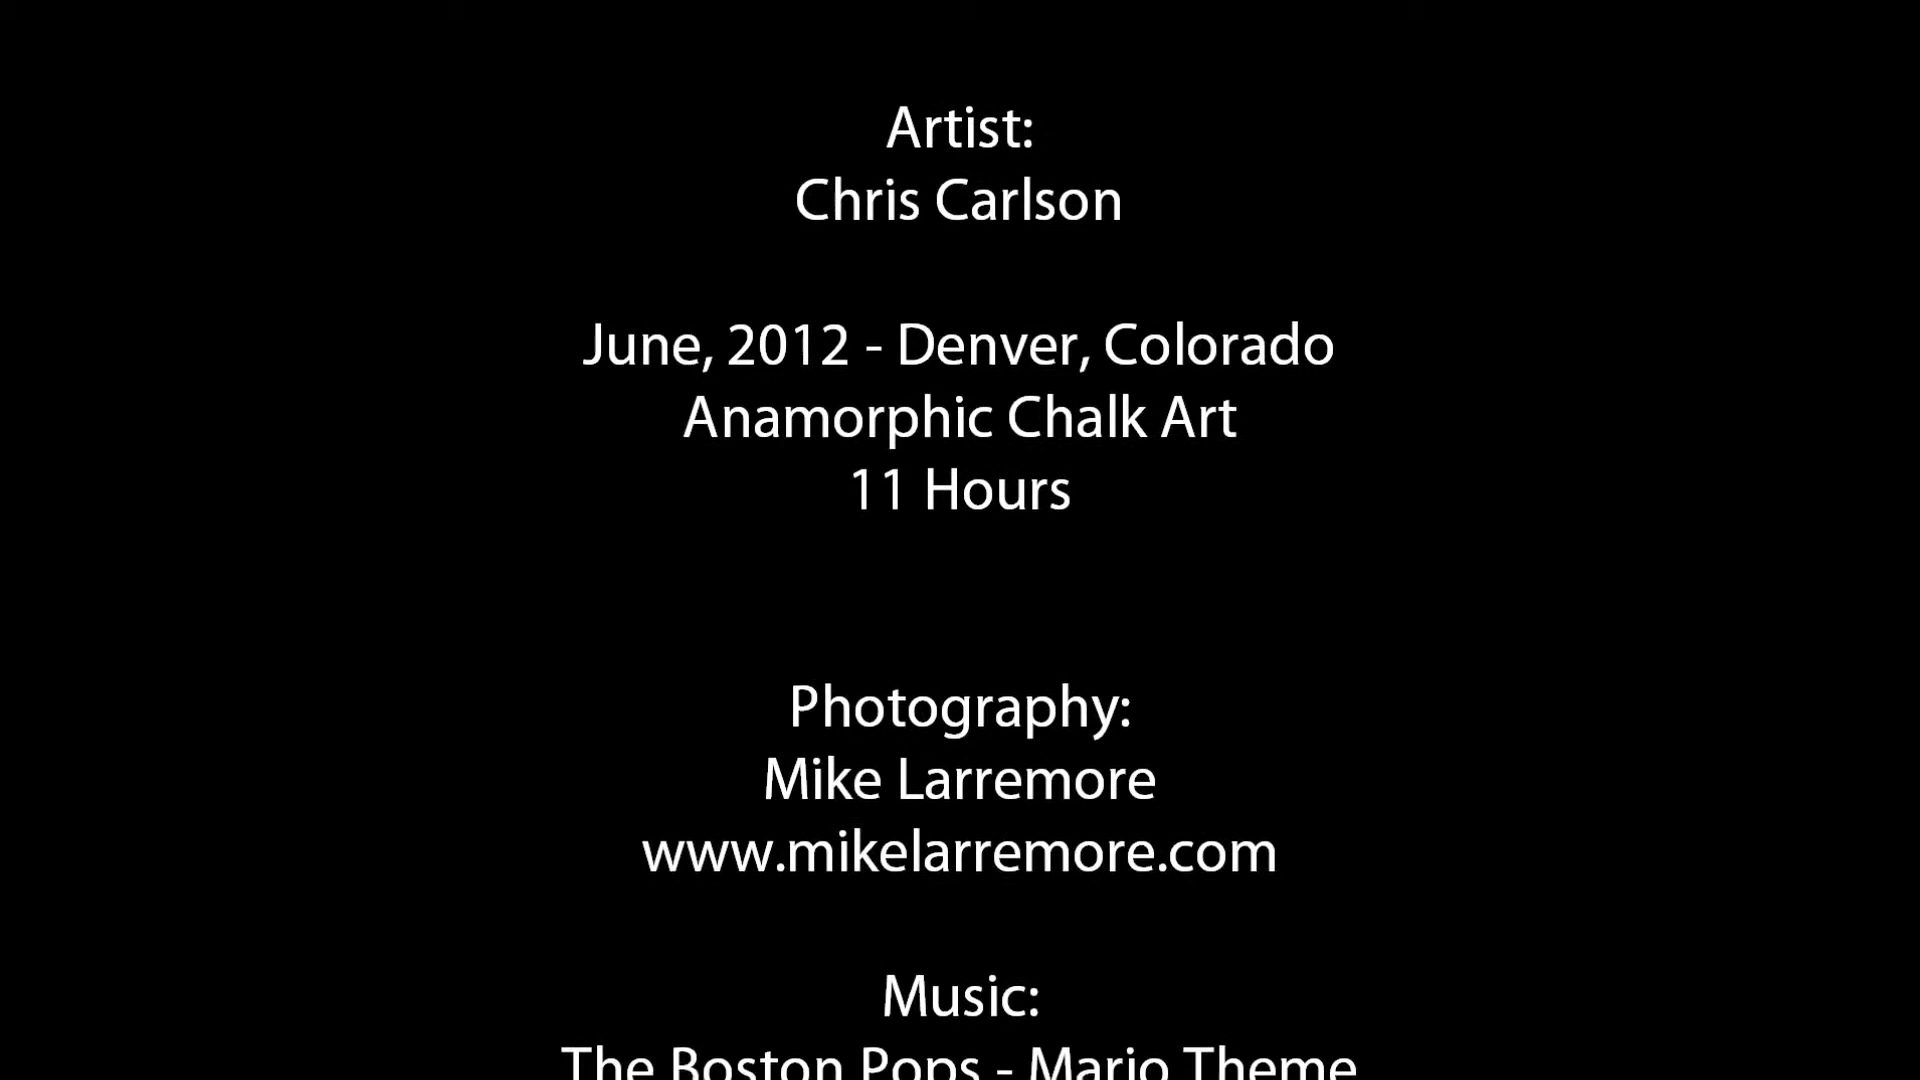 Artist:
Chris Carlson
June, 2012 - Denver, Colorado
Anamorphic Chalk Art
11 Hours
Photography:
Mike Larremore
www.mikelarremore.com
Music:
The Boston Pops - Mario Theme